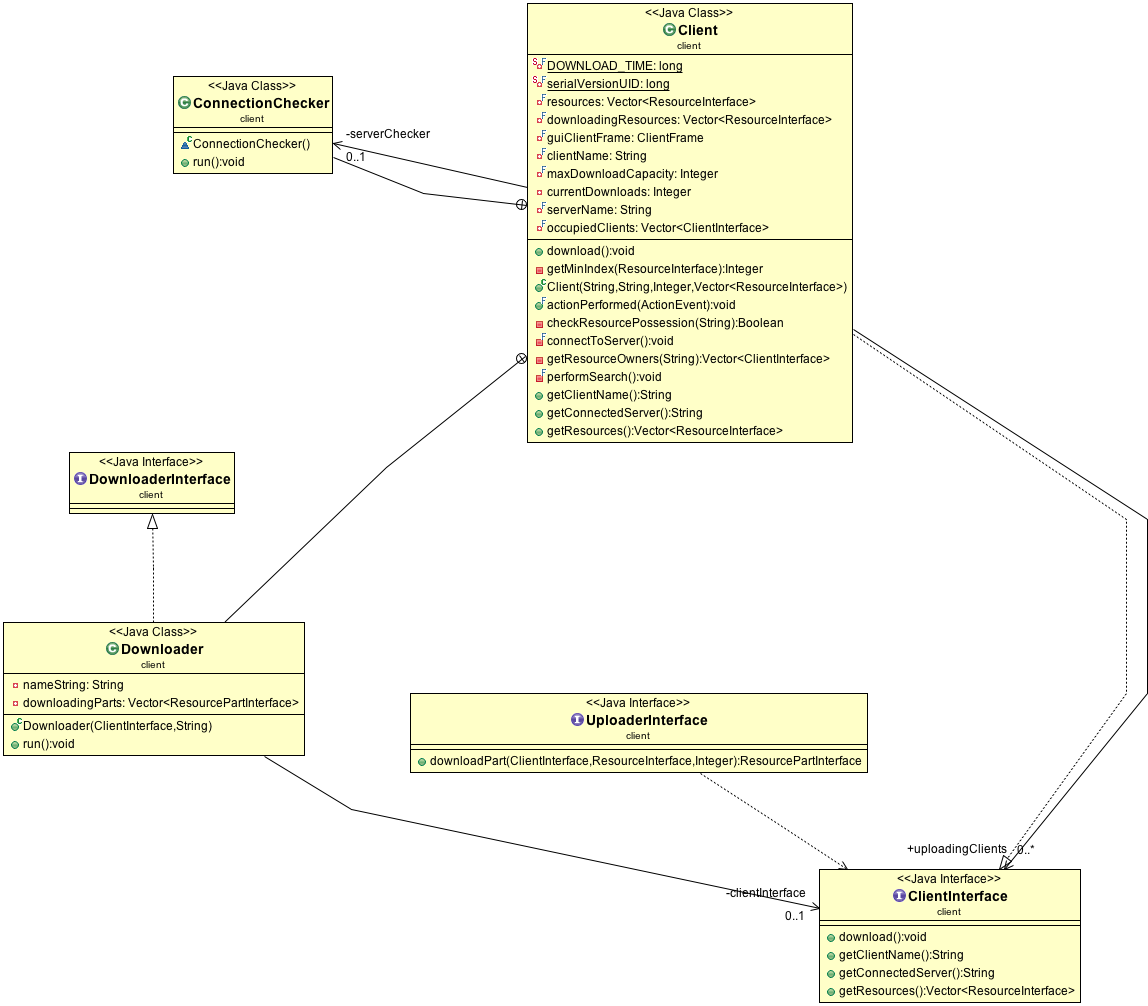 <<Java Class>>
Client
client
DOWNLOAD_TIME: long
serialVersionUID: long
resources: Vector<ResourceInterface>
downloadingResources: Vector<ResourceInterface>
guiClientFrame: ClientFrame
clientName: String
maxDownloadCapacity: Integer
currentDownloads: Integer
serverName: String
occupiedClients: Vector<ClientInterface>
download():void
getMinIndex(ResourceInterface):Integer
Client(String,String,Integer,Vector<ResourceInterface>)
actionPerformed(ActionEvent):void
checkResourcePossession(String):Boolean
connectToServer():void
getResourceOwners(String):Vector<ClientInterface>
performSearch():void
getClientName():String
getConnectedServer():String
getResources():Vector<ResourceInterface>
<<Java Class>>
ConnectionChecker
client
ConnectionChecker()
run():void
-serverChecker
0..1
<<Java Interface>>
DownloaderInterface
client
<<Java Class>>
Downloader
client
nameString: String
downloadingParts: Vector<ResourcePartInterface>
Downloader(ClientInterface,String)
run():void
<<Java Interface>>
UploaderInterface
client
downloadPart(ClientInterface,ResourceInterface,Integer):ResourcePartInterface
+uploadingClients
0..*
-clientInterface
0..1
<<Java Interface>>
ClientInterface
client
download():void
getClientName():String
getConnectedServer():String
getResources():Vector<ResourceInterface>